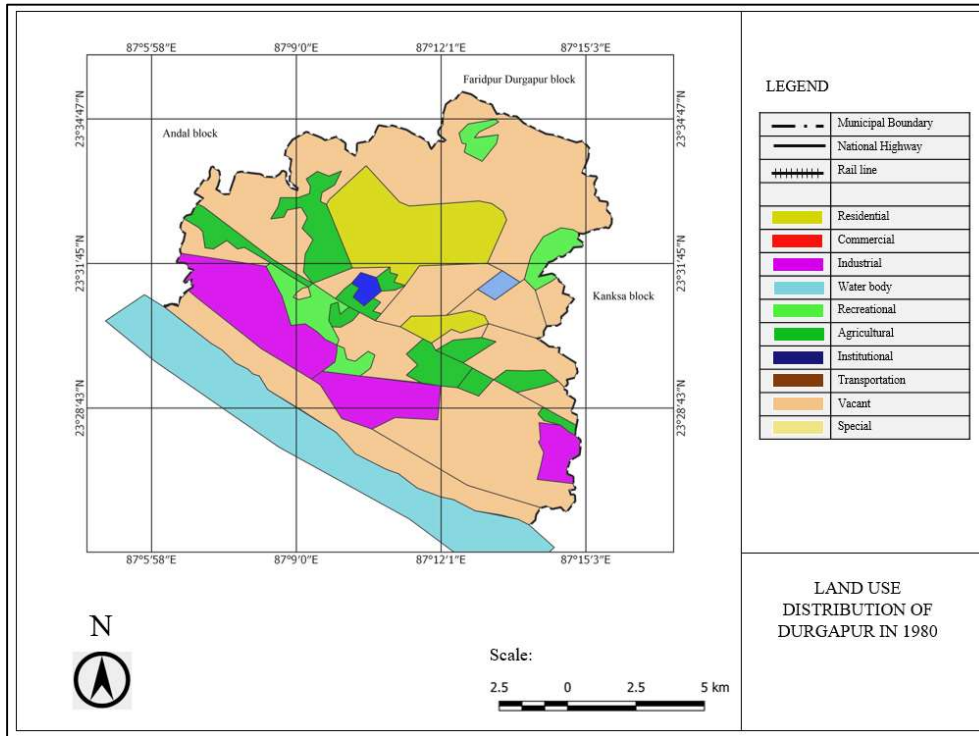 87°5′58″E 87°9′0″E 87°12′1″E 87°15′3″E
Faridpur Durgapur block
Andal block
Kanksa block
23°34′47″N 23°34′47″N
23°31′45″N 23°31′45″N
23°28′43″N 23°28′43″N
87°5′58″E 87°9′0″E 87°12′1″E 87°15′3″E
N
Scale:
2.5 0 2.5 5 km
LEGEND
Municipal Boundary
National Highway
Rail line
Residential
Commercial
Industrial
Water body
Recreational
Agricultural
Institutional
Transportation
Vacant
Special
LAND USE
DISTRIBUTION OF
DURGAPUR IN 1980